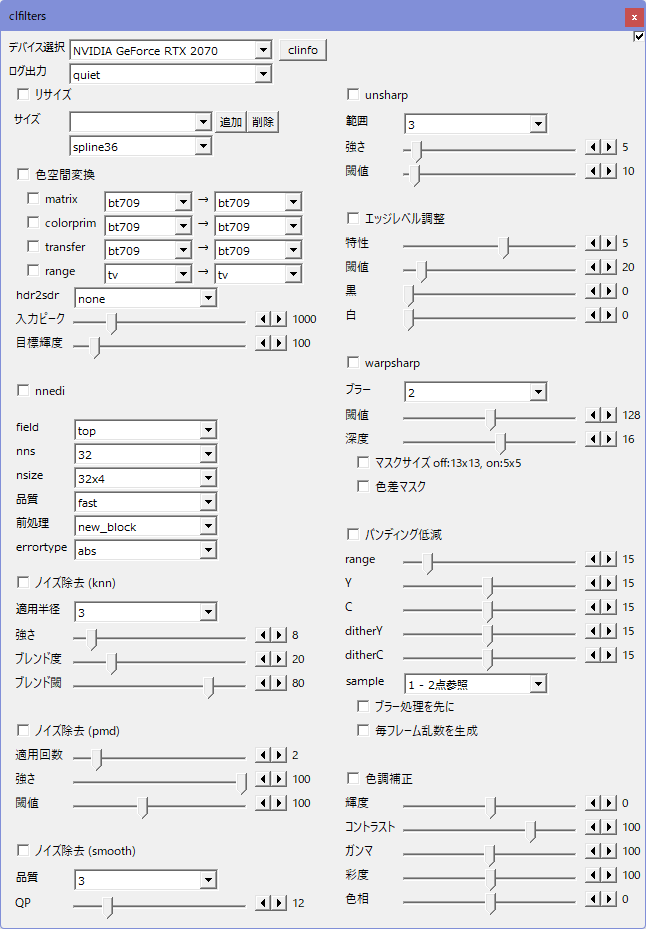 clfilters
デバイス選択 NVIDIA GeForce RTX 2070 clinfo
ログ出力 quiet
リサイズ
サイズ 追加 削除
spline36
色空間変換
matrix bt709 → bt709
colorprim bt709 → bt709
transfer bt709 → bt709
range tv → tv
hdr2sdr none
入力ピーク 1000
目標輝度 100
nnedi
field top
nns 32
nsize 32x4
品質 fast
前処理 new_block
errortype abs
ノイズ除去 (knn)
適用半径 3
強さ 8
ブレンド度 20
ブレンド閾 80
ノイズ除去 (pmd)
適用回数 2
強さ 100
閾値 100
ノイズ除去 (smooth)
品質 3
QP 12
unsharp
範囲 3
強さ 5
閾値 10
エッジレベル調整
特性 5
閾値 20
黒 0
白 0
warpsharp
ブラー 2
閾値 128
深度 16
マスクサイズ off:13x13, on:5x5
色差マスク
バンディング低減
range 15
Y 15
C 15
ditherY 15
ditherC 15
sample 1 - 2点参照
ブラー処理を先に
毎フレーム乱数を生成
色調補正
輝度 0
コントラスト 100
ガンマ 100
彩度 100
色相 0